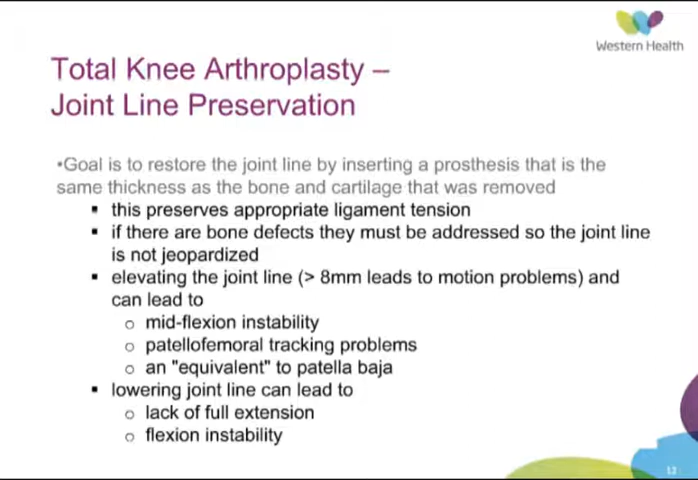 Western Health
Total Knee Arthroplasty –
Joint Line Preservation
•Goal is to restore the joint line by inserting a prosthesis that is the
same thickness as the bone and cartilage that was removed
▪ this preserves appropriate ligament tension
▪ if there are bone defects they must be addressed so the joint line
is not jeopardized
▪ elevating the joint line (> 8mm leads to motion problems) and
can lead to
o mid-flexion instability
o patellofemoral tracking problems
o an "equivalent" to patella baja
▪ lowering joint line can lead to
o lack of full extension
o flexion instability